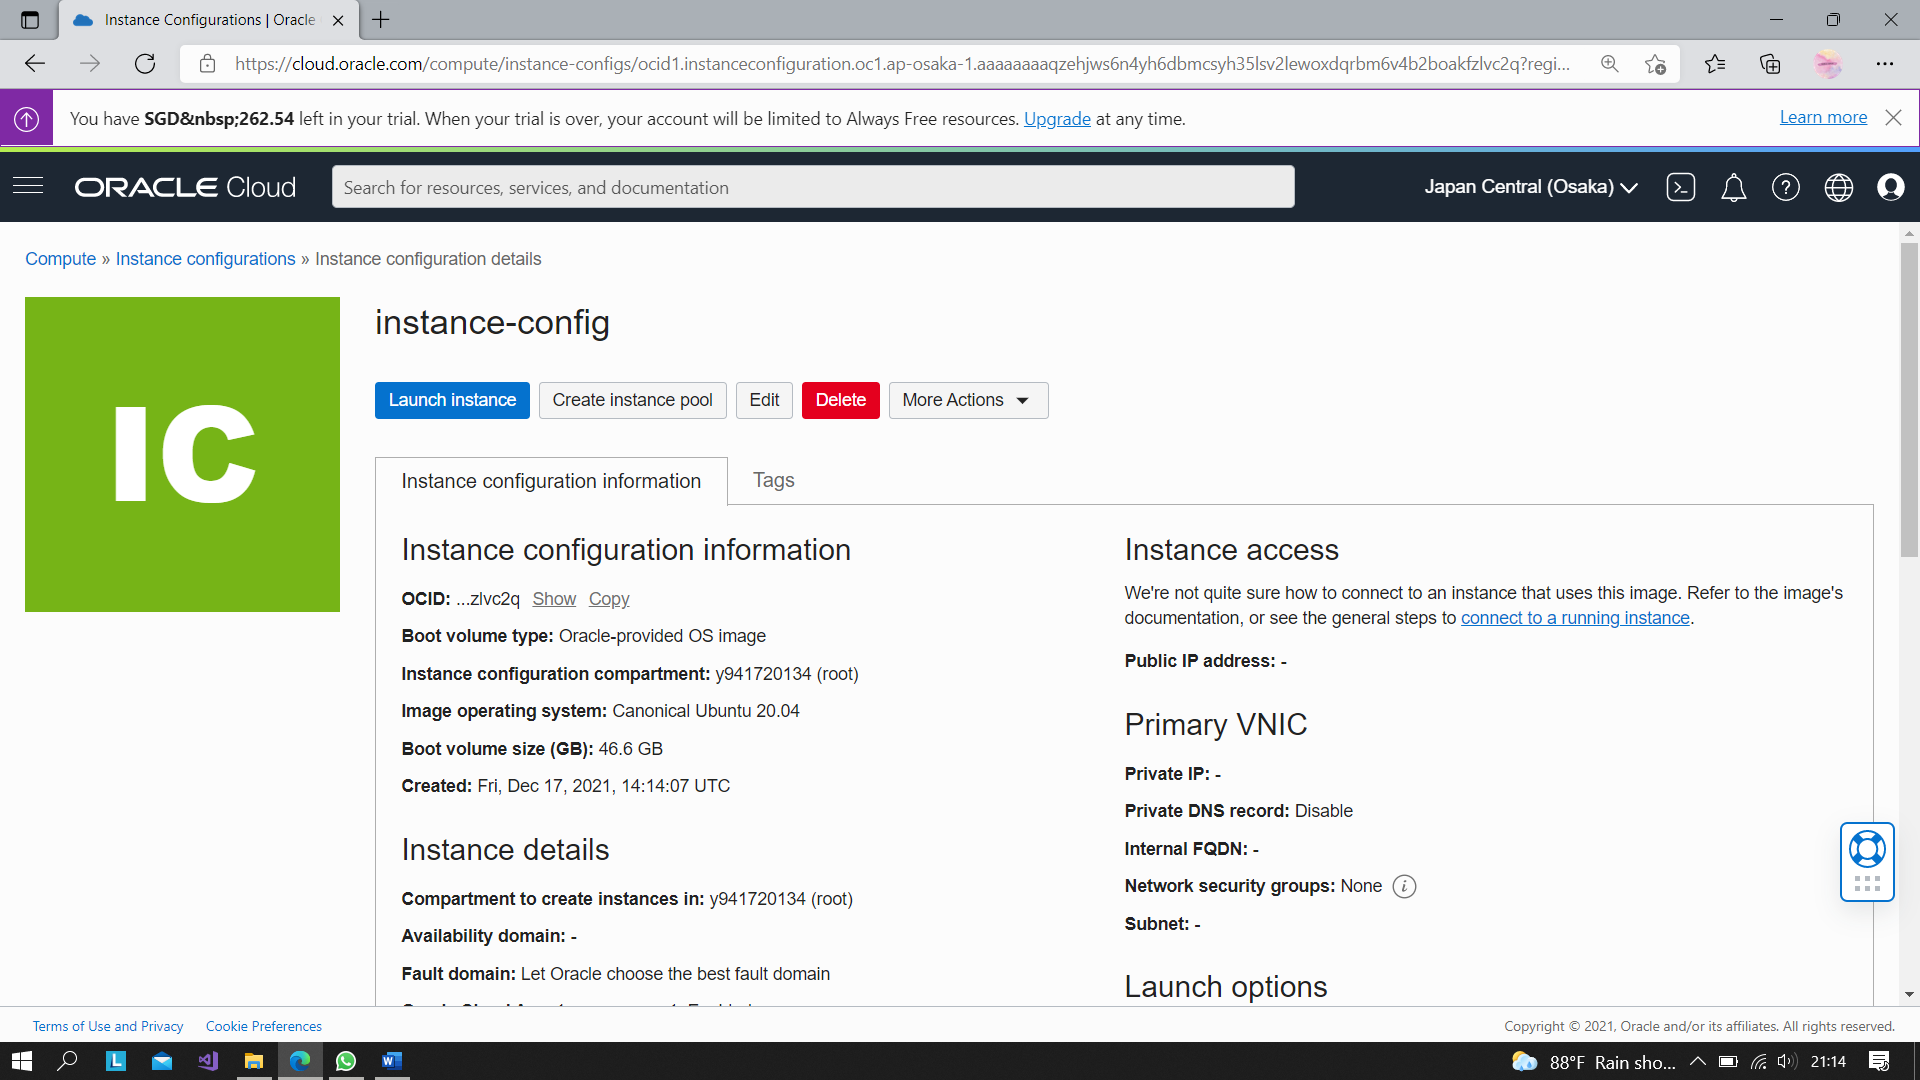 Instance Configurations | Oracle
https://cloud.oracle.com/compute/instance-configs/ocid1.instanceconfiguration.oc1.ap-osaka-1.aaaaaaaaqzehjws6n4yh6dbmcsyh35lsv2lewoxdqrbm6v4b2boakfzlvc2q?regi...
You have SGD&nbsp;262.54 left in your trial. When your trial is over, your account will be limited to Always Free resources. Upgrade at any time.
Learn more
ORACLE Cloud
Search for resources, services, and documentation
Japan Central (Osaka)
Compute » Instance configurations » Instance configuration details
IC
instance-config
Launch instance
Create instance pool
Edit
Delete
More Actions
Instance configuration information
Tags
Instance configuration information
OCID: ...zlvc2q Show Copy
Boot volume type: Oracle-provided OS image
Instance configuration compartment: y941720134 (root)
Image operating system: Canonical Ubuntu 20.04
Boot volume size (GB): 46.6 GB
Created: Fri, Dec 17, 2021, 14:14:07 UTC
Instance details
Compartment to create instances in: y941720134 (root)
Availability domain: -
Fault domain: Let Oracle choose the best fault domain
Instance access
We're not quite sure how to connect to an instance that uses this image. Refer to the image's
documentation, or see the general steps to connect to a running instance.
Public IP address: -
Primary VNIC
Private IP: -
Private DNS record: Disable
Internal FQDN: -
Network security groups: None
Subnet: -
Launch options
Terms of Use and Privacy
Cookie Preferences
Copyright © 2021, Oracle and/or its affiliates. All rights reserved.
88°F Rain sho...
21:14